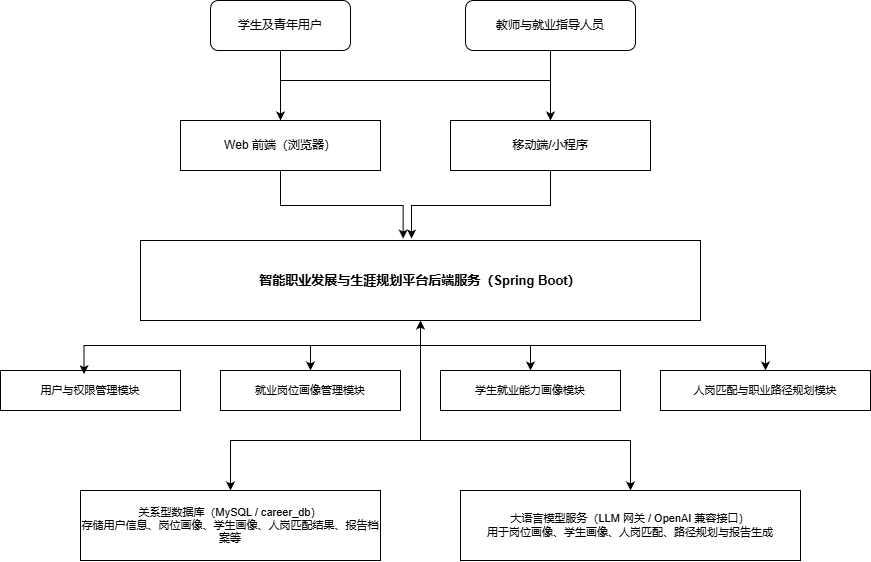 学生及青年用户
教师与就业指导人员
Web 前端（浏览器）
移动端/小程序
智能职业发展与生涯规划平台后端服务（Spring Boot）
用户与权限管理模块
就业岗位画像管理模块
学生就业能力画像模块
人岗匹配与职业路径规划模块
关系型数据库（MySQL / career_db）
存储用户信息、岗位画像、学生画像、人岗匹配结果、报告档
案等
大语言模型服务（LLM 网关 / OpenAI 兼容接口）
用于岗位画像、学生画像、人岗匹配、路径规划与报告生成